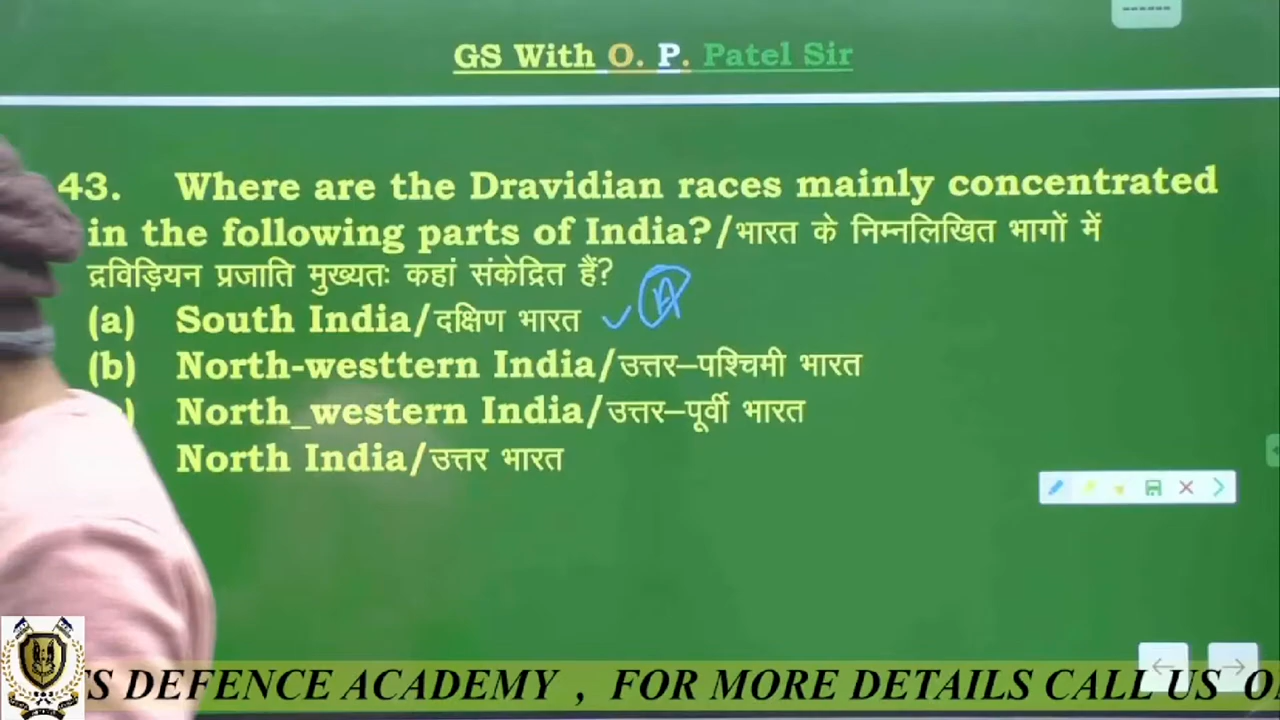 ------
GS With O. P. Patel Sir
43. Where are the Dravidian races mainly concentrated
in the following parts of India?/भारत के निम्नलिखित भागों में
द्रविड़ियन प्रजाति मुख्यतः कहां संकेद्रित हैं?
(a) South India/दक्षिण भारत ✓ A
(b) North-westtern India/उत्तर–पश्चिमी भारत
) North_western India/उत्तर–पूर्वी भारत
North India/उत्तर भारत
TS DEFENCE ACADEMY , FOR MORE DETAILS CALL US